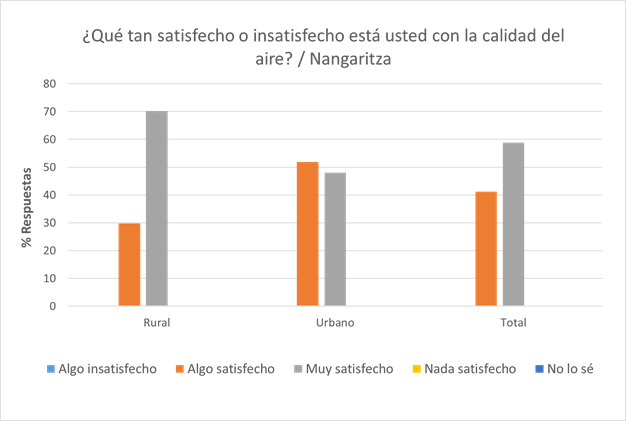 ¿Qué tan satisfecho o insatisfecho está usted con la calidad del
aire? / Nangaritza
80
70
60
50
40
30
20
10
0
% Respuestas
Rural Urbano Total
Algo insatisfecho Algo satisfecho Muy satisfecho Nada satisfecho No lo sé